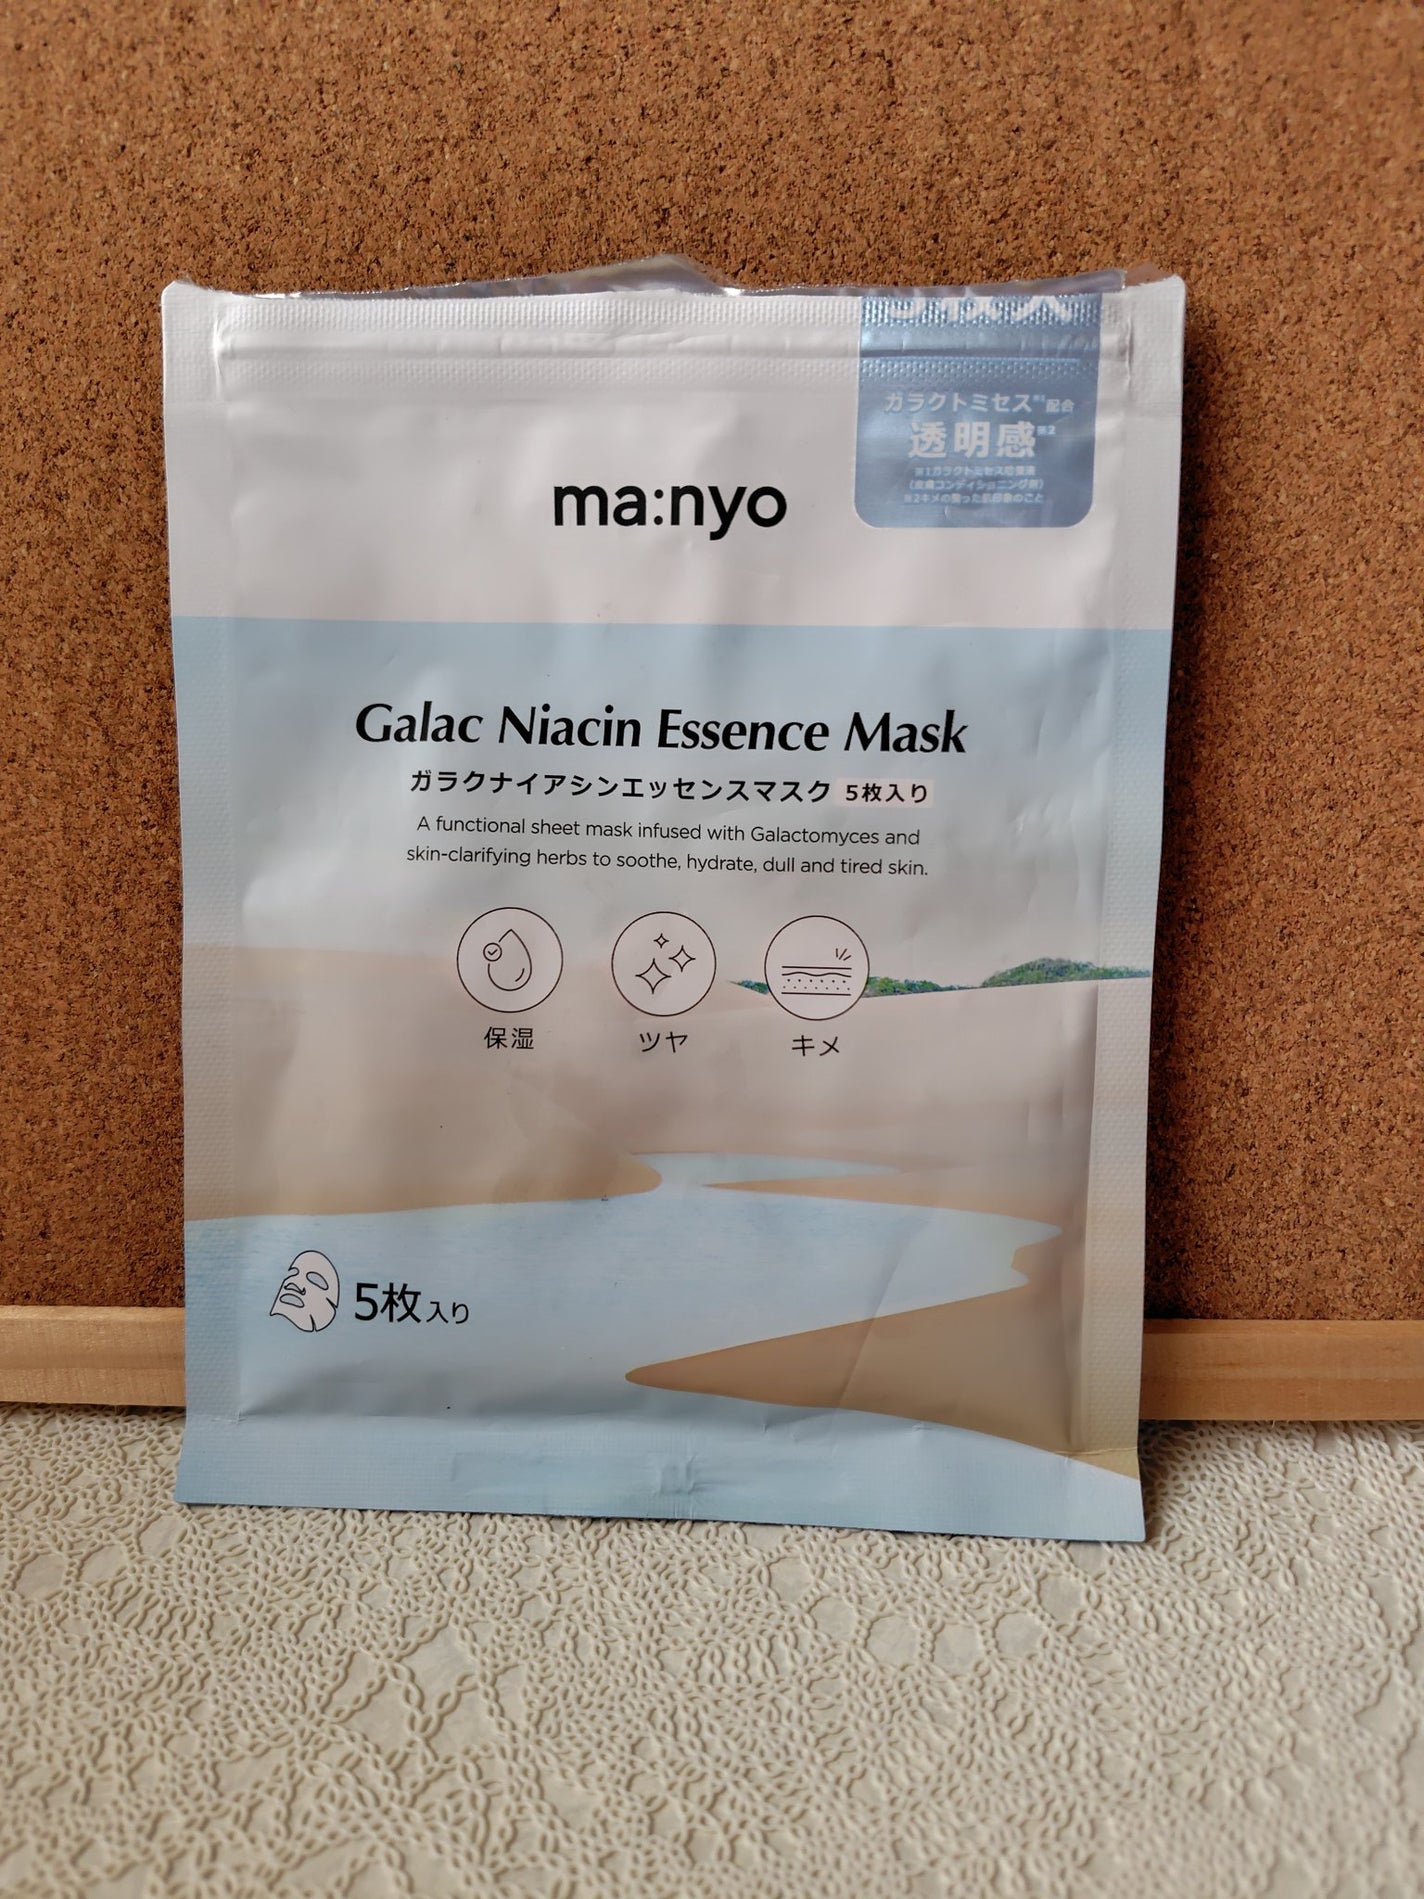 ガラクトミセス※1配合
透明感※2
※1ガラクトミセス培養液
（皮膚コンディショニング剤）
※2キメの整った肌印象のこと
ma:nyo
Galac Niacin Essence Mask
ガラクナイアシンエッセンスマスク 5枚入り
A functional sheet mask infused with Galactomyces and
skin-clarifying herbs to soothe, hydrate, dull and tired skin.
保湿 ツヤ キメ
5枚入り